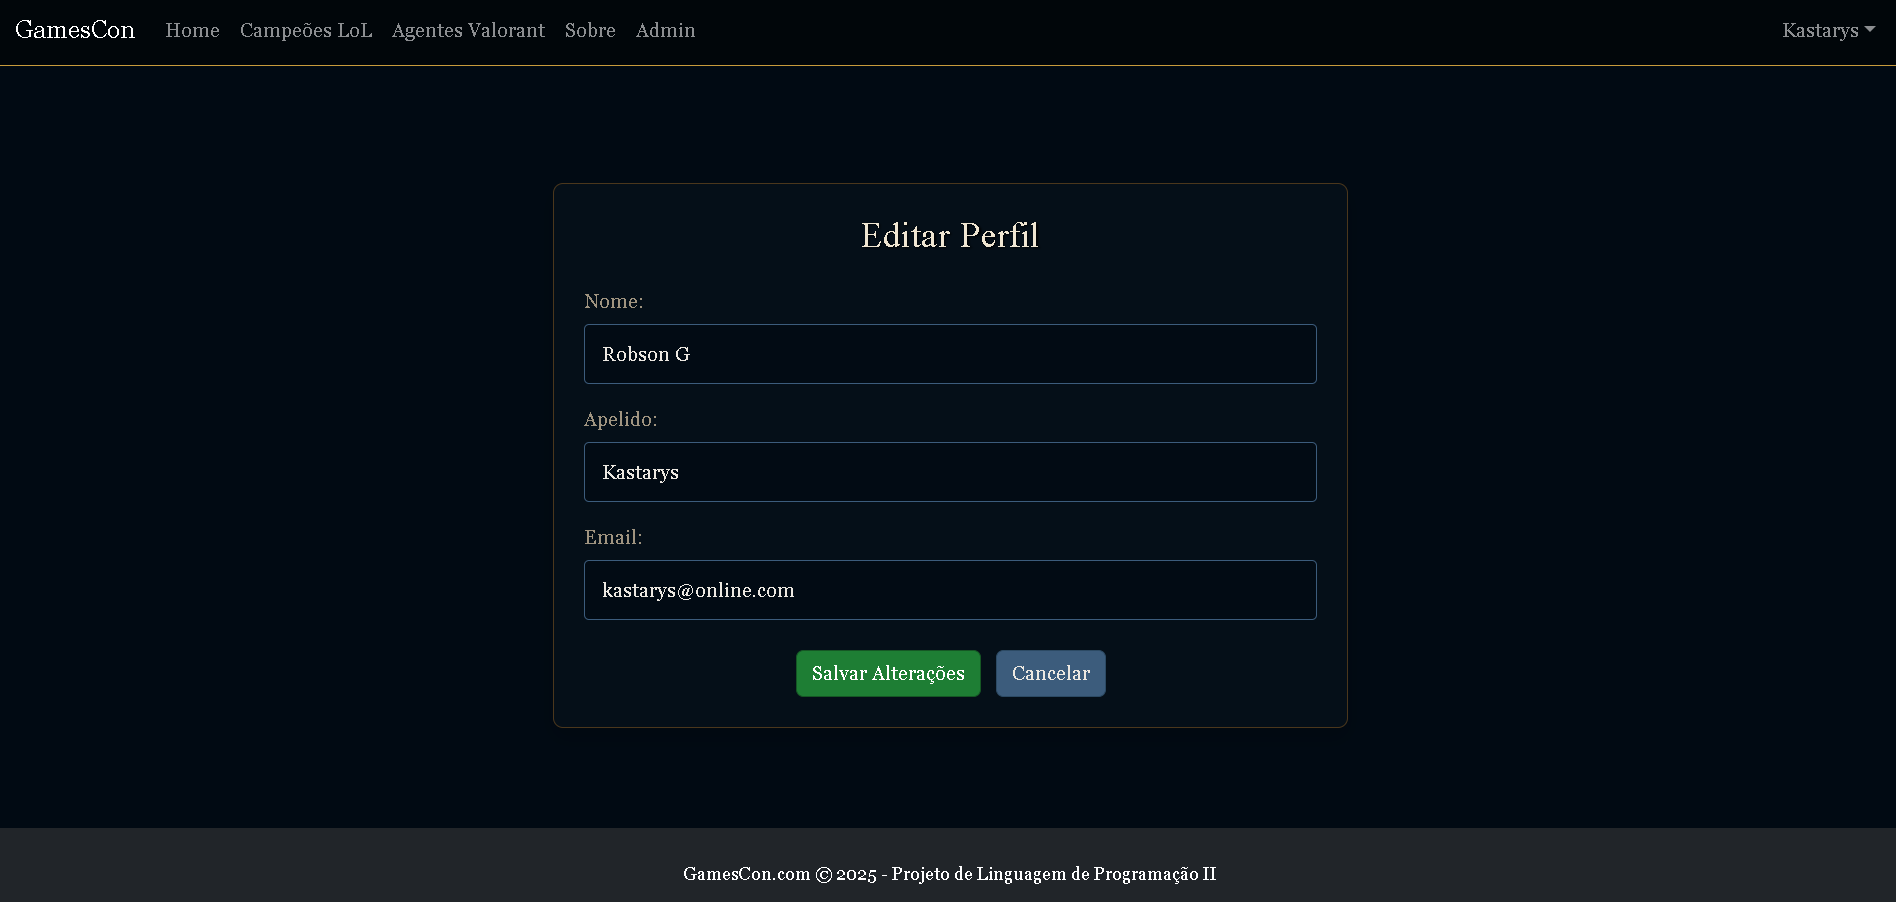 GamesCon Home Campeões LoL Agentes Valorant Sobre Admin Kastarys
Editar Perfil
Nome:
Robson G
Apelido:
Kastarys
Email:
kastarys@online.com
Salvar Alterações Cancelar
GamesCon.com © 2025 - Projeto de Linguagem de Programação II